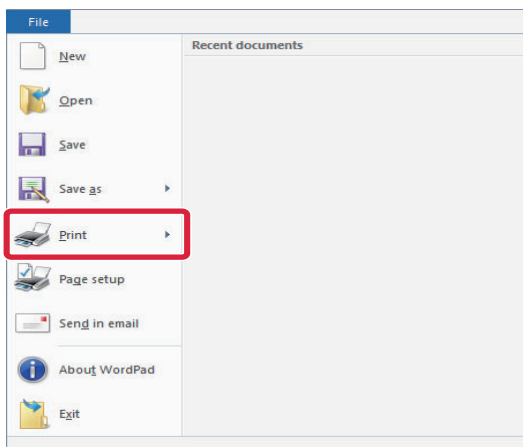 File
Recent documents
New
Open
Save
Save as
Print
Page setup
Send in email
About WordPad
Exit